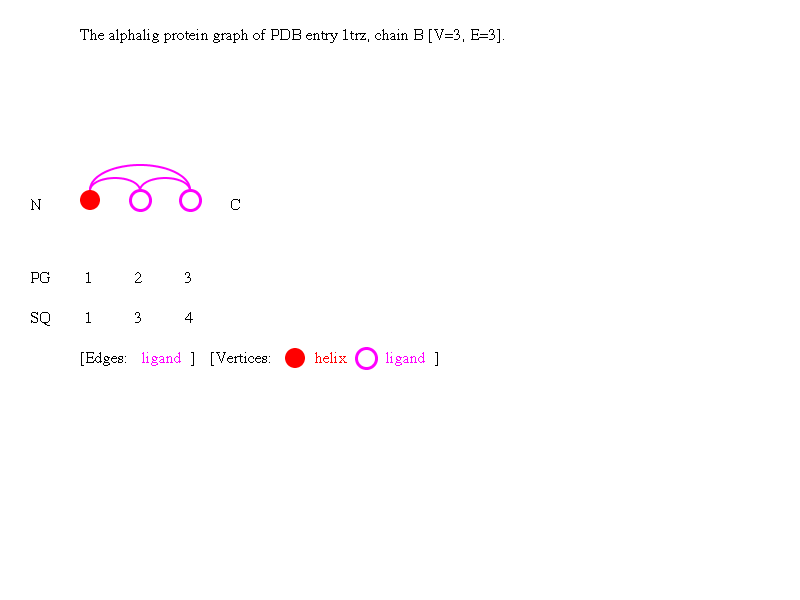 The alphalig protein graph of PDB entry 1trz, chain B [V=3, E=3].
N C
PG 1 2 3
SQ 1 3 4
[Edges: ligand ] [Vertices: helix ligand ]